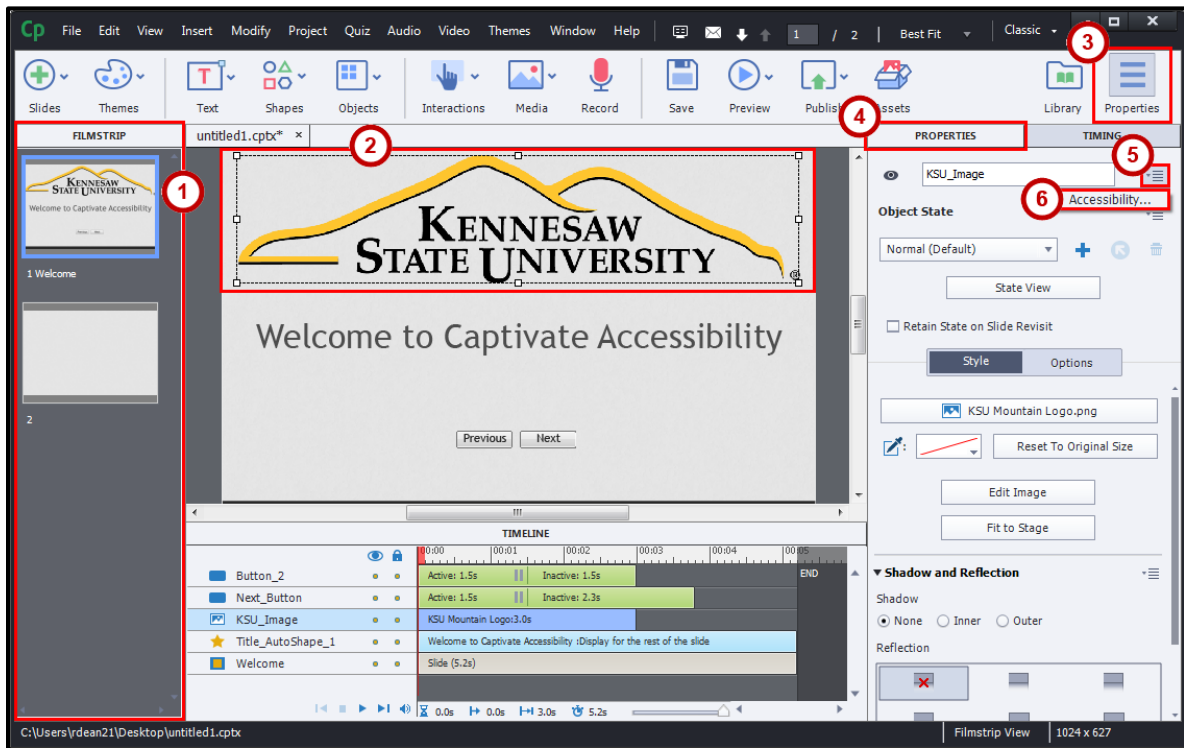 Cp File Edit View Insert Modify Project Quiz Audio Video Themes Window Help 1 / 2 Best Fit Classic
3
Slides Themes Text Shapes Objects Interactions Media Record Save Preview Publish Assets Library Properties
4
FILMSTRIP untitled1.cptx* × PROPERTIES TIMING
2
5
KSU_Image
1
6 Accessibility...
KENNESAW
STATE UNIVERSITY
Welcome to Captivate Accessibility
1 Welcome
2
KENNESAW
STATE UNIVERSITY ®
Welcome to Captivate Accessibility
Previous Next
Object State
Normal (Default)
State View
Retain State on Slide Revisit
Style Options
KSU Mountain Logo.png
Reset To Original Size
Edit Image
Fit to Stage
Shadow and Reflection
Shadow
None Inner Outer
Reflection
TIMELINE
00:00 00:01 00:02 00:03 00:04 00:05
Button_2 Active: 1.5s Inactive: 1.5s END
Next_Button Active: 1.5s Inactive: 2.3s
KSU_Image KSU Mountain Logo:3.0s
Title_AutoShape_1 Welcome to Captivate Accessibility :Display for the rest of the slide
Welcome Slide (5.2s)
0.0s 0.0s 3.0s 5.2s
C:\Users\rdean21\Desktop\untitled1.cptx Filmstrip View 1024 x 627